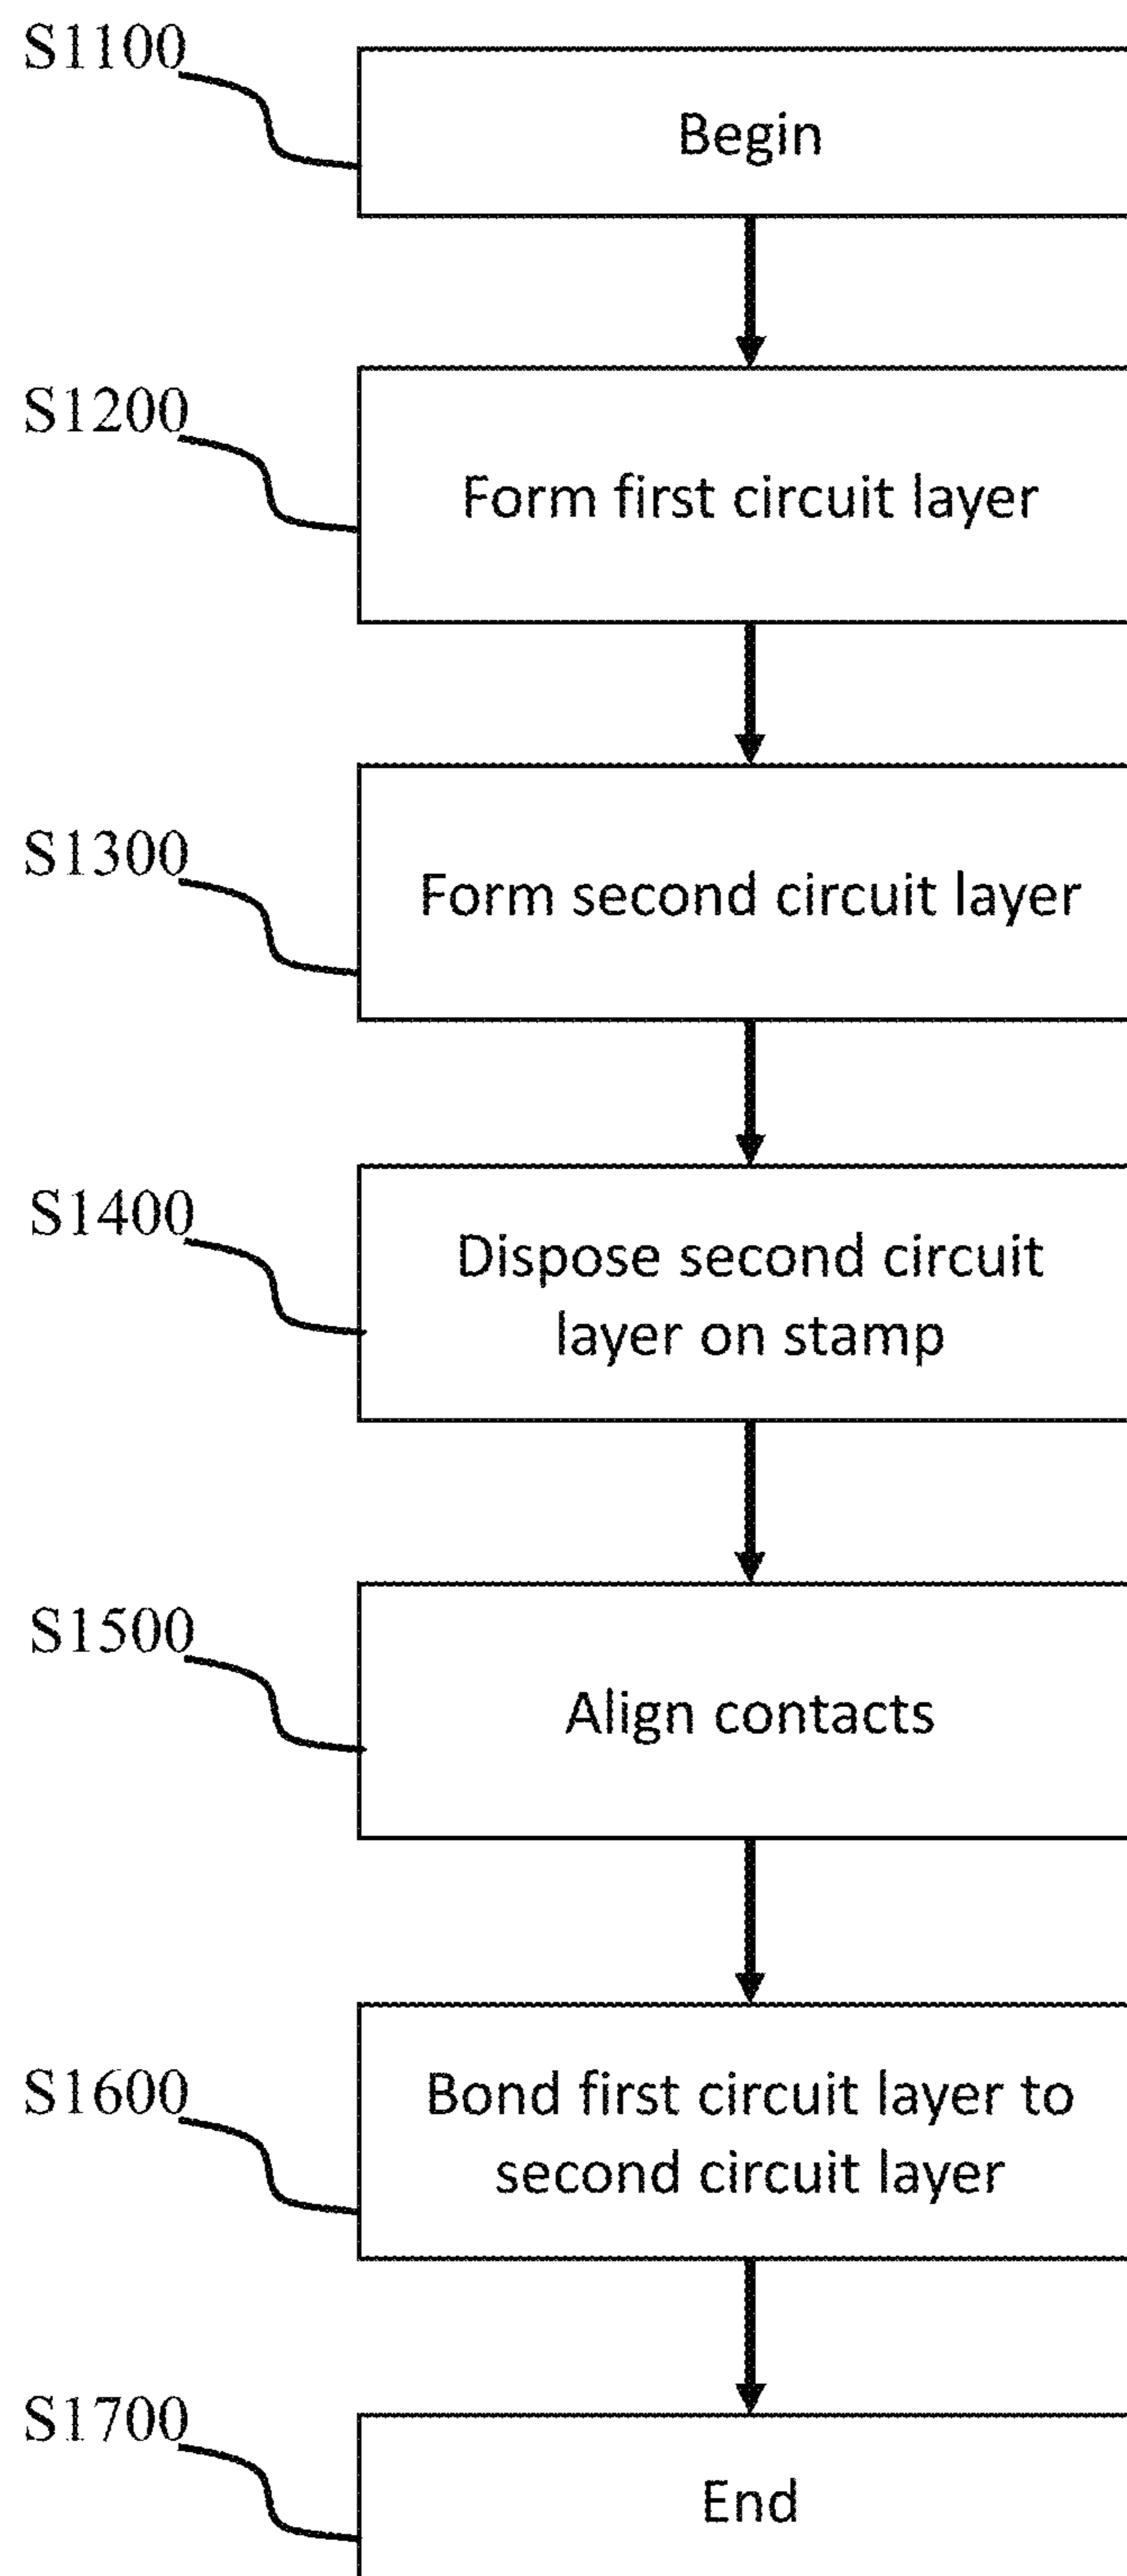 S1100
Begin
S1200
Form first circuit layer
S1300
Form second circuit layer
S1400
Dispose second circuit
layer on stamp
S1500
Align contacts
S1600
Bond first circuit layer to
second circuit layer
S1700
End